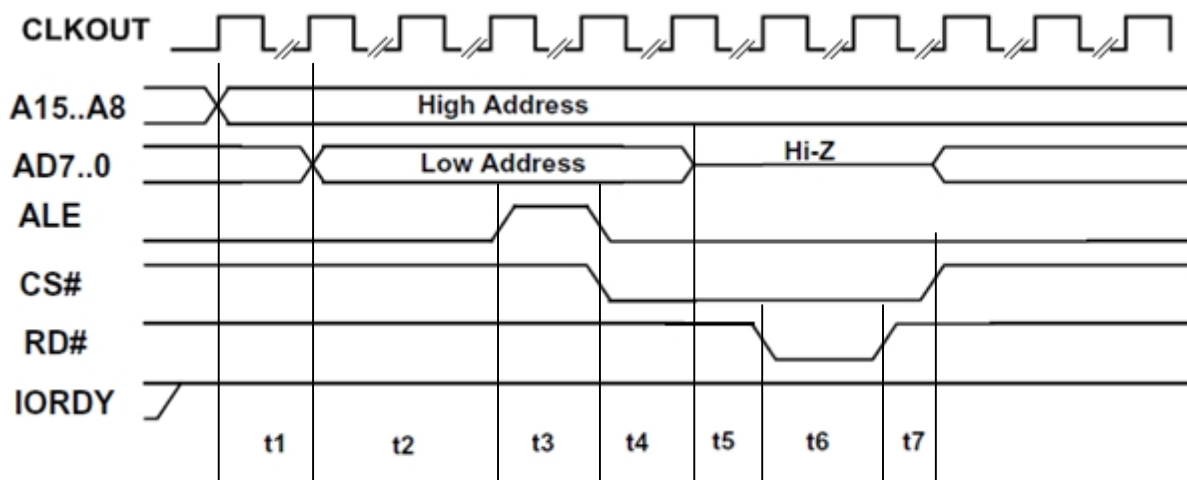 CLKOUT
A15..A8
High Address
AD7..0
Low Address
Hi-Z
ALE
CS#
RD#
IORDY
t1
t2
t3
t4
t5
t6
t7